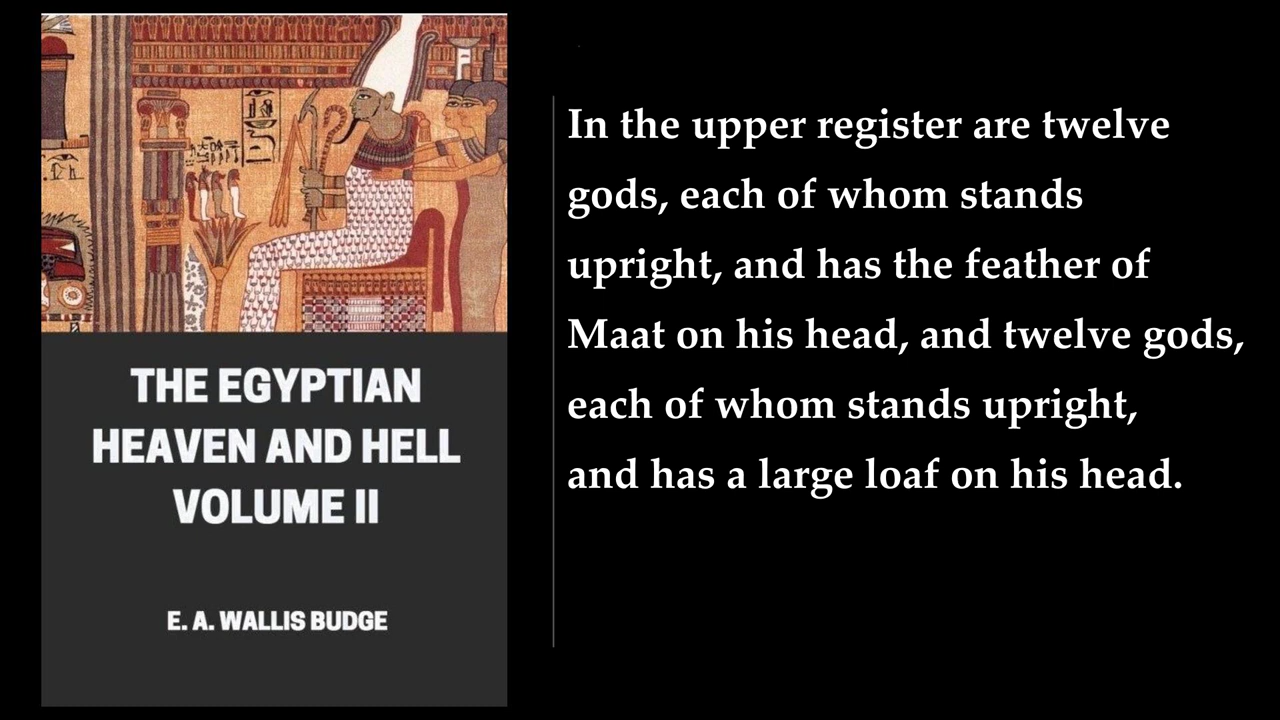 THE EGYPTIAN
HEAVEN AND HELL
VOLUME II
E. A. WALLIS BUDGE
In the upper register are twelve
gods, each of whom stands
upright, and has the feather of
Maat on his head, and twelve gods,
each of whom stands upright,
and has a large loaf on his head.